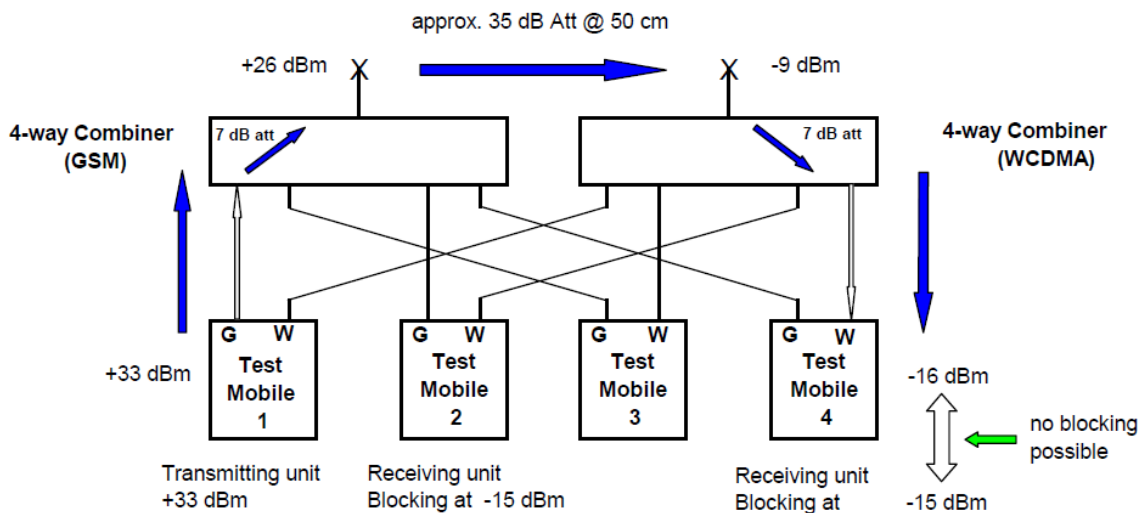 approx. 35 dB Att @ 50 cm
+26 dBm
X
X
-9 dBm
4-way Combiner
(GSM)
7 dB att
7 dB att
4-way Combiner
(WCDMA)
G W
Test
Mobile
1
G W
Test
Mobile
2
G W
Test
Mobile
3
G W
Test
Mobile
4
+33 dBm
-16 dBm
no blocking
possible
Transmitting unit
+33 dBm
Receiving unit
Blocking at -15 dBm
Receiving unit
Blocking at
-15 dBm